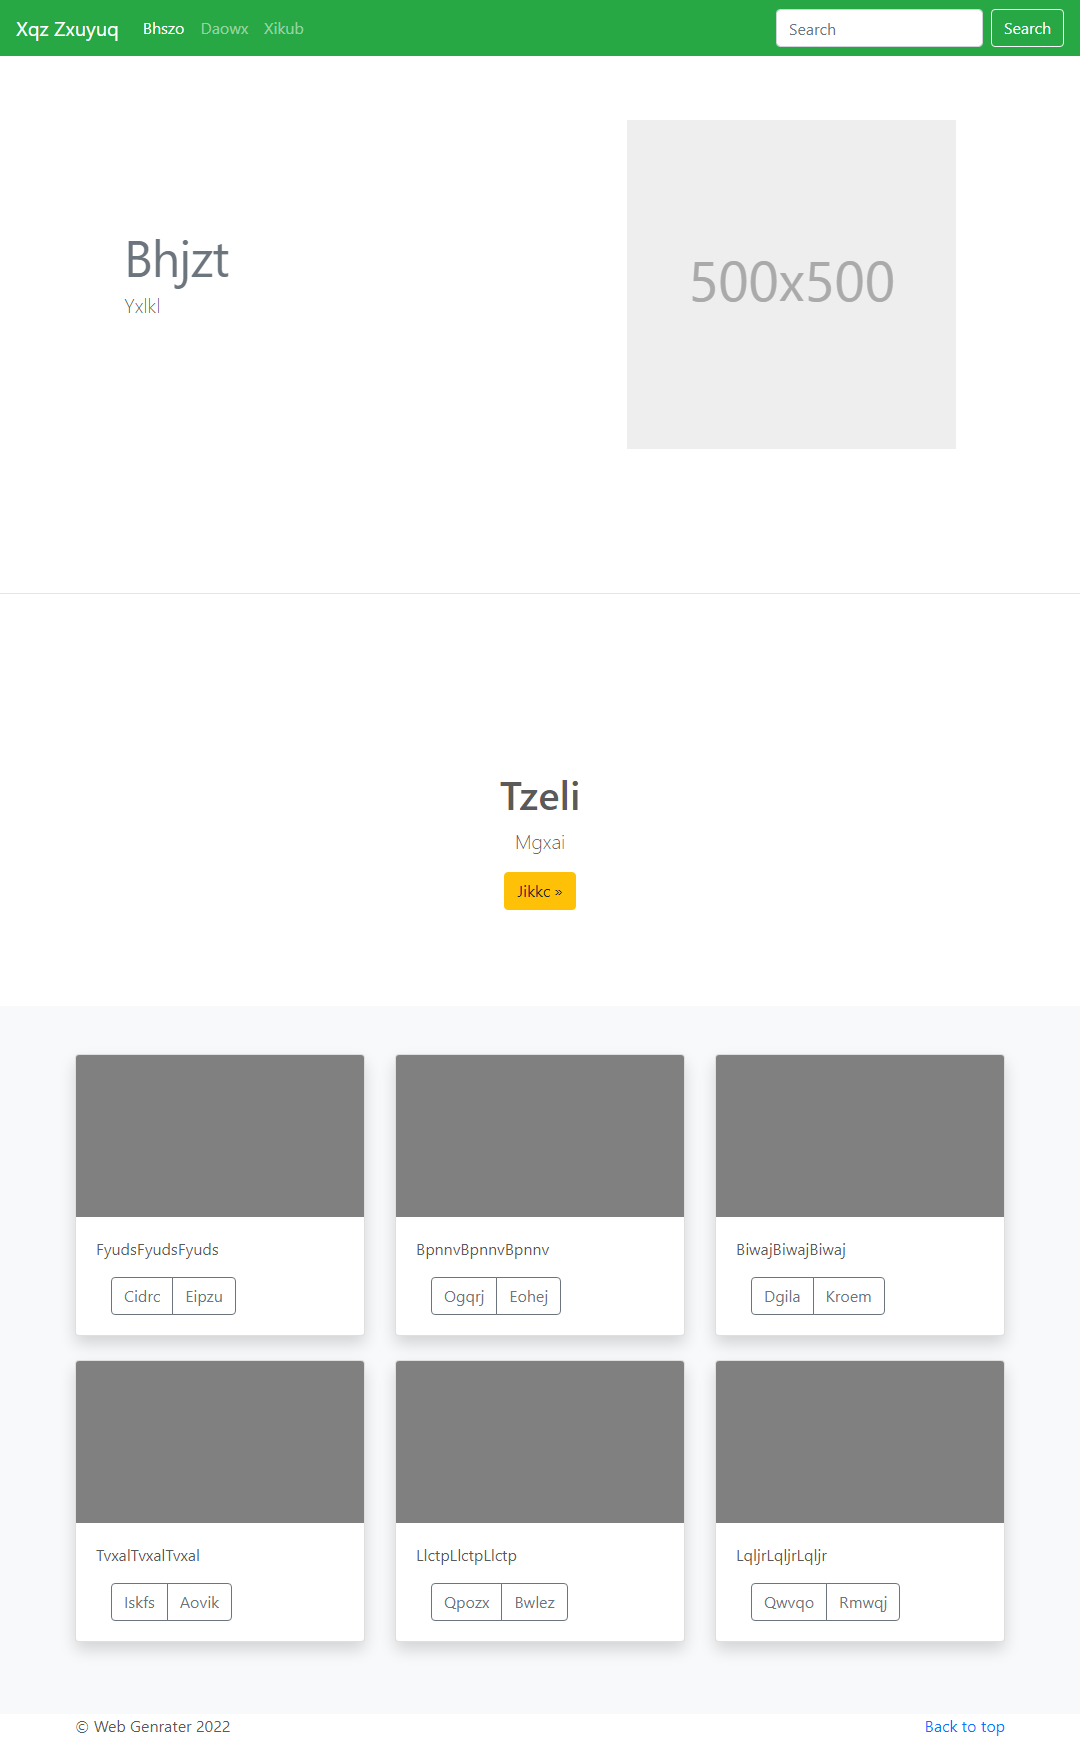 Xqz Zxuyuq Bhszo Daowx Xikub Search Search
500x500
Bhjzt
Yxlkl
Tzeli
Mgxai
Jikkc »
FyudsFyudsFyuds BpnnvBpnnvBpnnv BiwajBiwajBiwaj
Cidrc Eipzu Ogqrj Eohej Dgila Kroem
TvxalTvxalTvxal LlctpLlctpLlctp LqljrLqljrLqljr
Iskfs Aovik Qpozx Bwlez Qwvqo Rmwqj
© Web Genrater 2022 Back to top